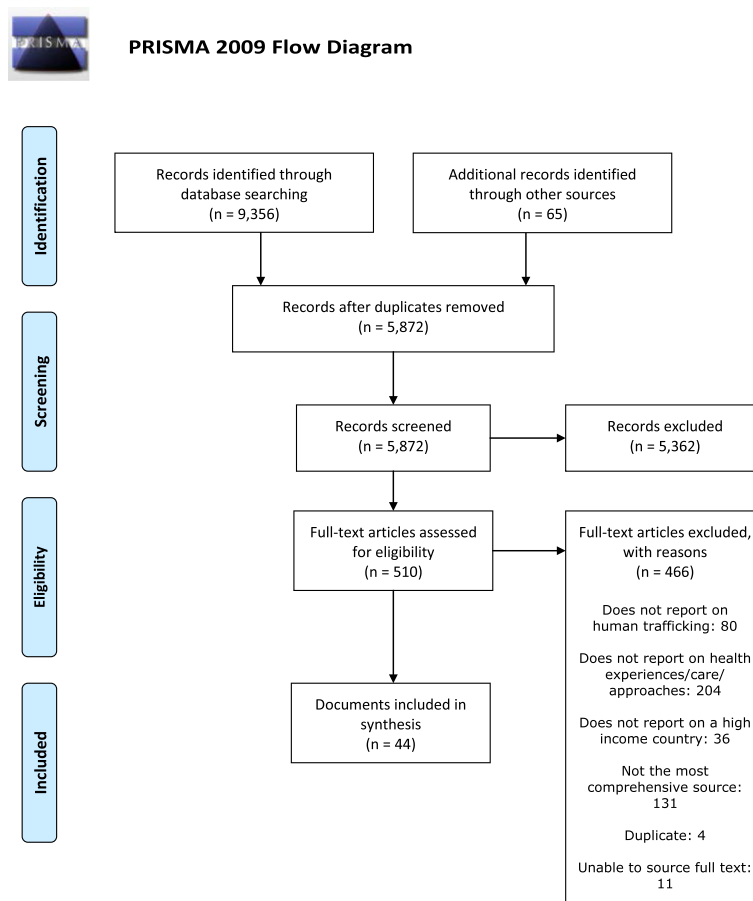 PRISMA
PRISMA 2009 Flow Diagram
Identification
Records identified through
database searching
(n = 9,356)
Additional records identified
through other sources
(n = 65)
Records after duplicates removed
(n = 5,872)
Screening
Records screened
(n = 5,872)
Records excluded
(n = 5,362)
Eligibility
Full-text articles assessed
for eligibility
(n = 510)
Full-text articles excluded,
with reasons
(n = 466)
Does not report on
human trafficking: 80
Does not report on health
experiences/care/
approaches: 204
Does not report on a high
income country: 36
Not the most
comprehensive source:
131
Duplicate: 4
Unable to source full text:
11
Included
Documents included in
synthesis
(n = 44)